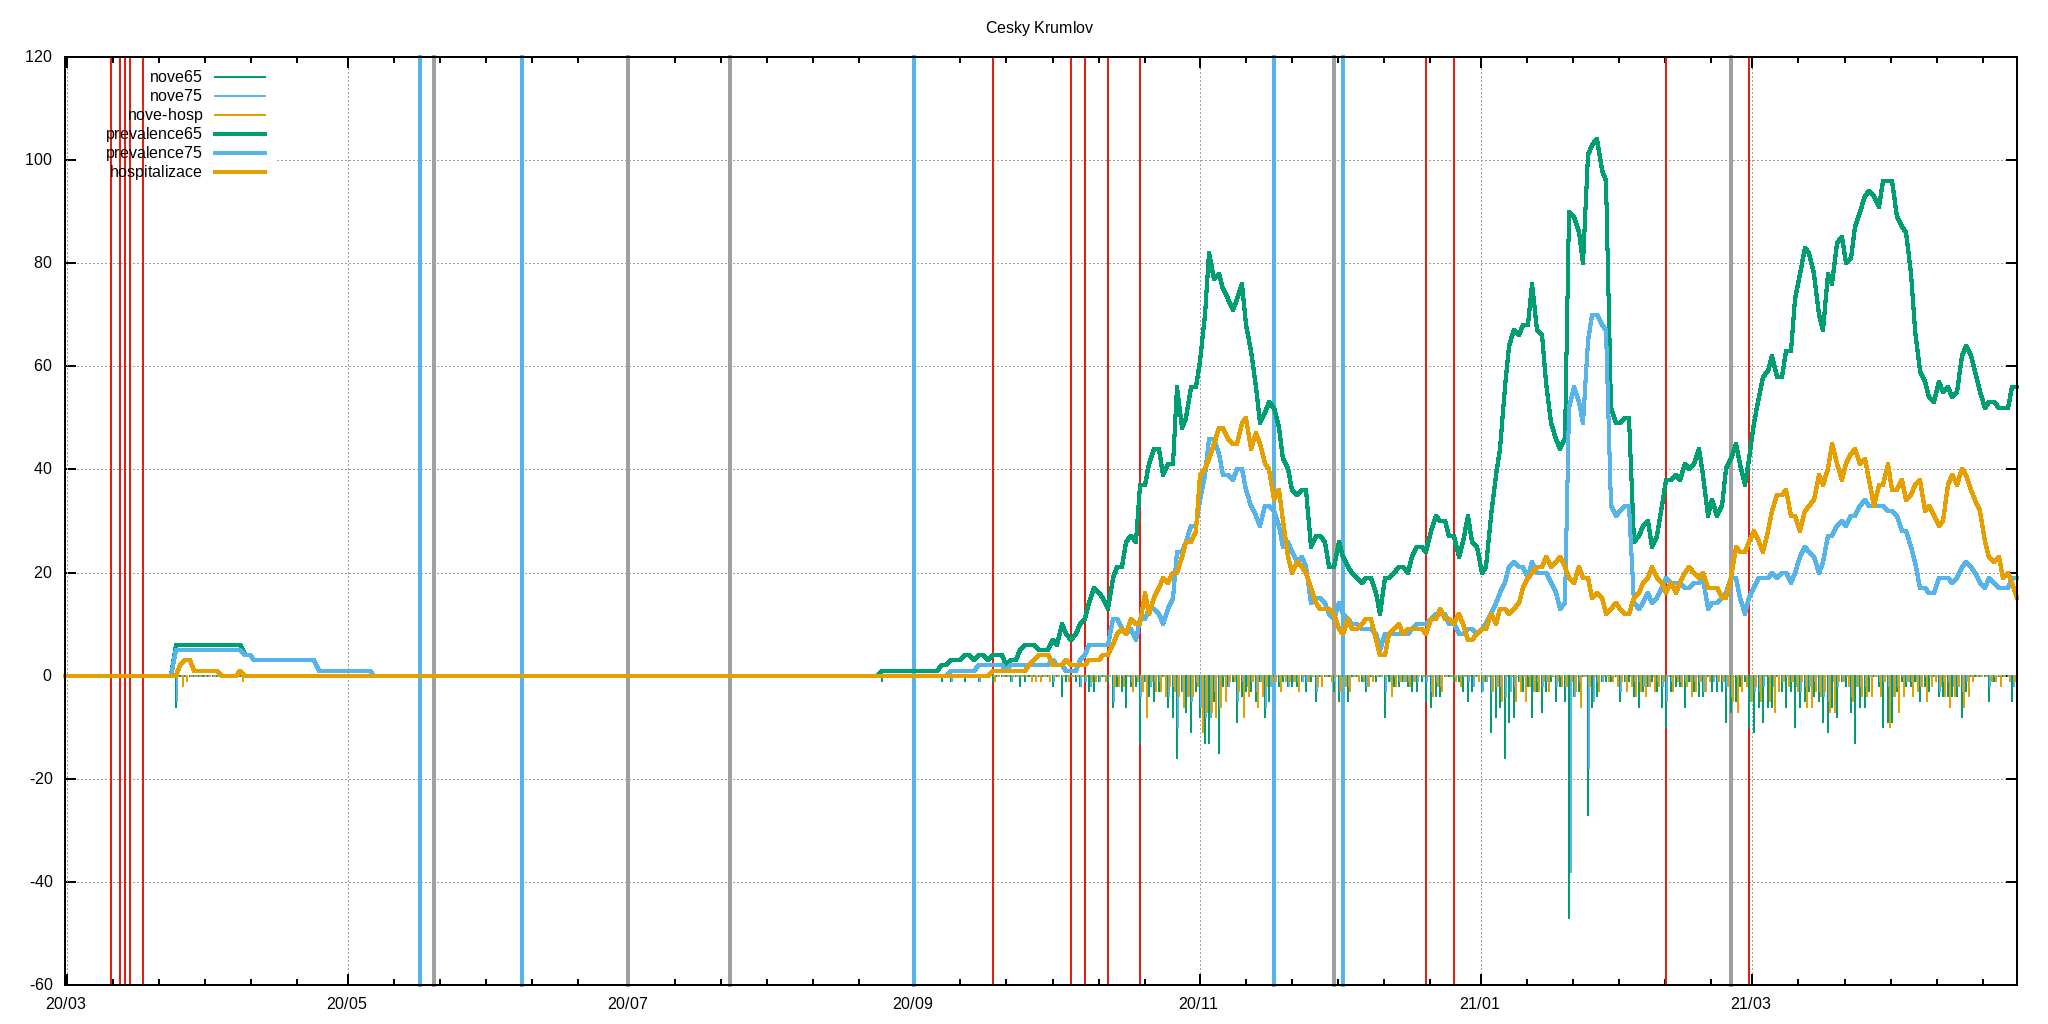 Cesky Krumlov
120
nove65
nove75
nove-hosp
prevalence65
prevalence75
hospitalizace
100
80
60
40
20
0
-20
-40
-60
20/03 20/05 20/07 20/09 20/11 21/01 21/03